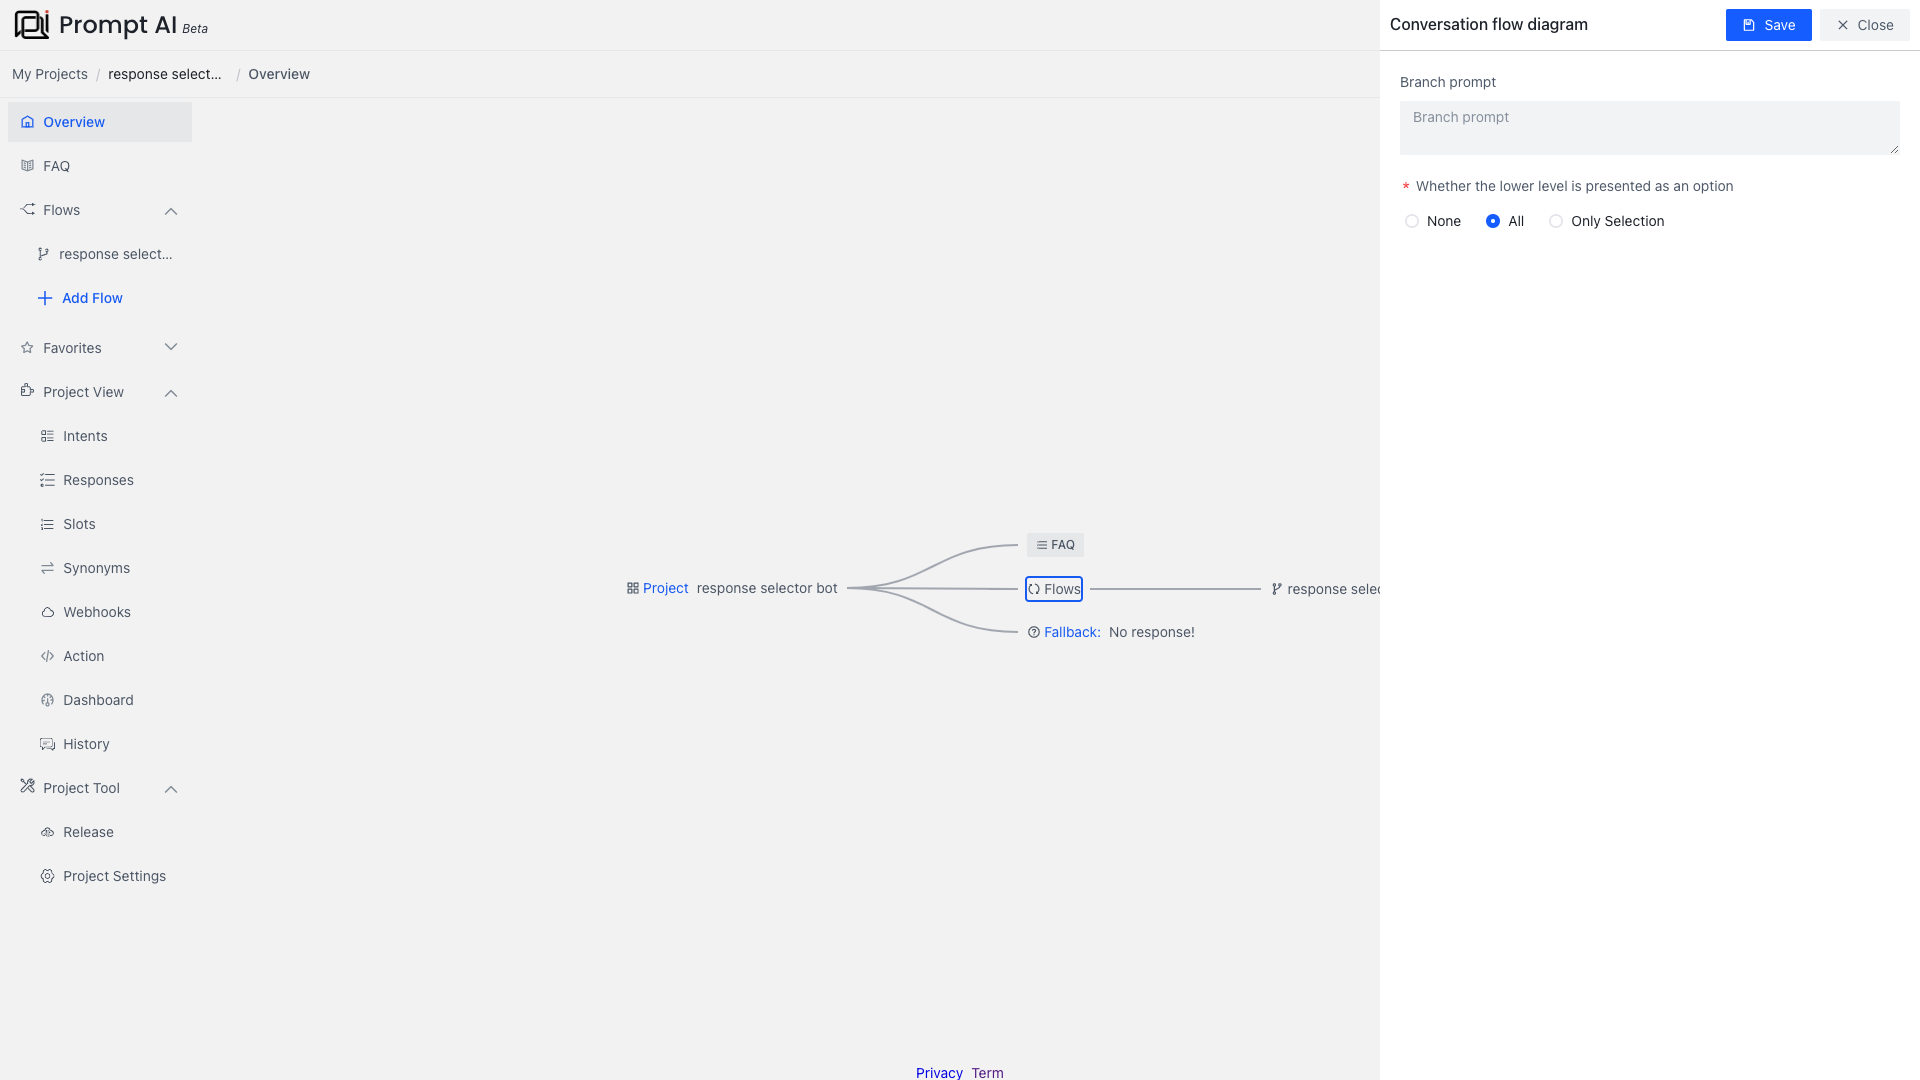 Prompt AI Beta
Conversation flow diagram
Save
Close
My Projects / response select... / Overview
Branch prompt
Branch prompt
* Whether the lower level is presented as an option
None
All
Only Selection
Overview
FAQ
Flows
response select...
Add Flow
Favorites
Project View
Intents
Responses
Slots
Synonyms
Webhooks
Action
Dashboard
History
Project Tool
Release
Project Settings
FAQ
Project response selector bot
Flows
response selec
Fallback: No response!
Privacy Term